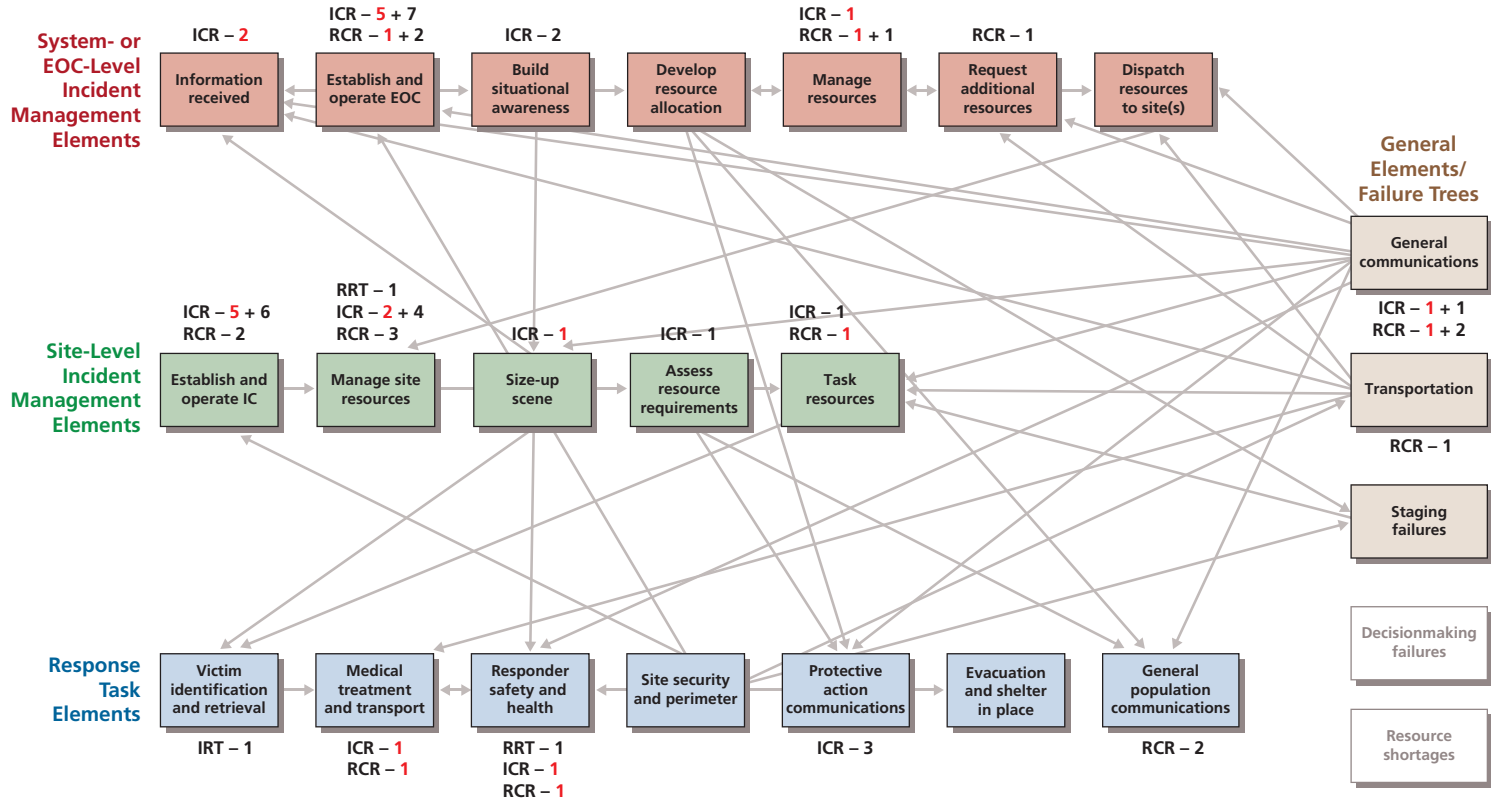 System- or
EOC-Level
Incident
Management
Elements
ICR – 2
Information
received
ICR – 5 + 7
RCR – 1 + 2
Establish and
operate EOC
ICR – 2
Build
situational
awareness
Develop
resource
allocation
ICR – 1
RCR – 1 + 1
Manage
resources
RCR – 1
Request
additional
resources
Dispatch
resources
to site(s)
General
Elements/
Failure Trees
General
communications
ICR – 1 + 1
RCR – 1 + 2
Transportation
RCR – 1
Staging
failures
Decisionmaking
failures
Resource
shortages
Site-Level
Incident
Management
Elements
ICR – 5 + 6
RCR – 2
Establish and
operate IC
RRT – 1
ICR – 2 + 4
RCR – 3
Manage site
resources
ICR – 1
Size-up
scene
ICR – 1
Assess
resource
requirements
ICR – 1
RCR – 1
Task
resources
Response
Task
Elements
Victim
identification
and retrieval
IRT – 1
Medical
treatment
and transport
ICR – 1
RCR – 1
Responder
safety and
health
RRT – 1
ICR – 1
RCR – 1
Site security
and perimeter
Protective
action
communications
ICR – 3
Evacuation
and shelter
in place
General
population
communications
RCR – 2